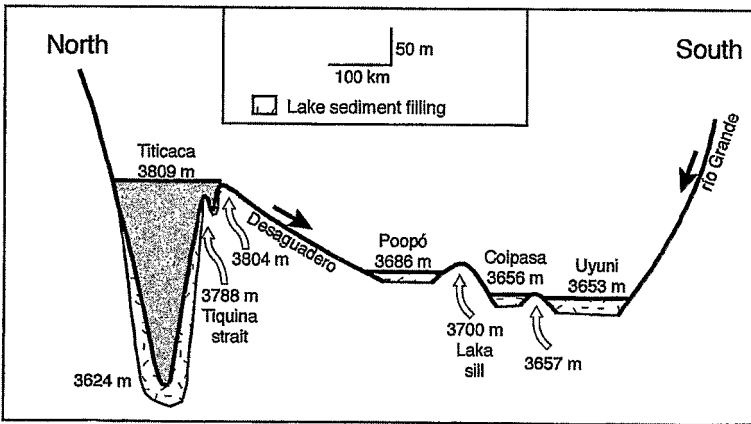 North
South
50 m
100 km
Lake sediment filling
Titicaca
3809 m
río Grande
Desaguadero
3804 m
3788 m
Tiquina
strait
3624 m
Poopó
3686 m
Coipasa
3656 m
Uyuni
3653 m
3700 m
Laka
sill
3657 m